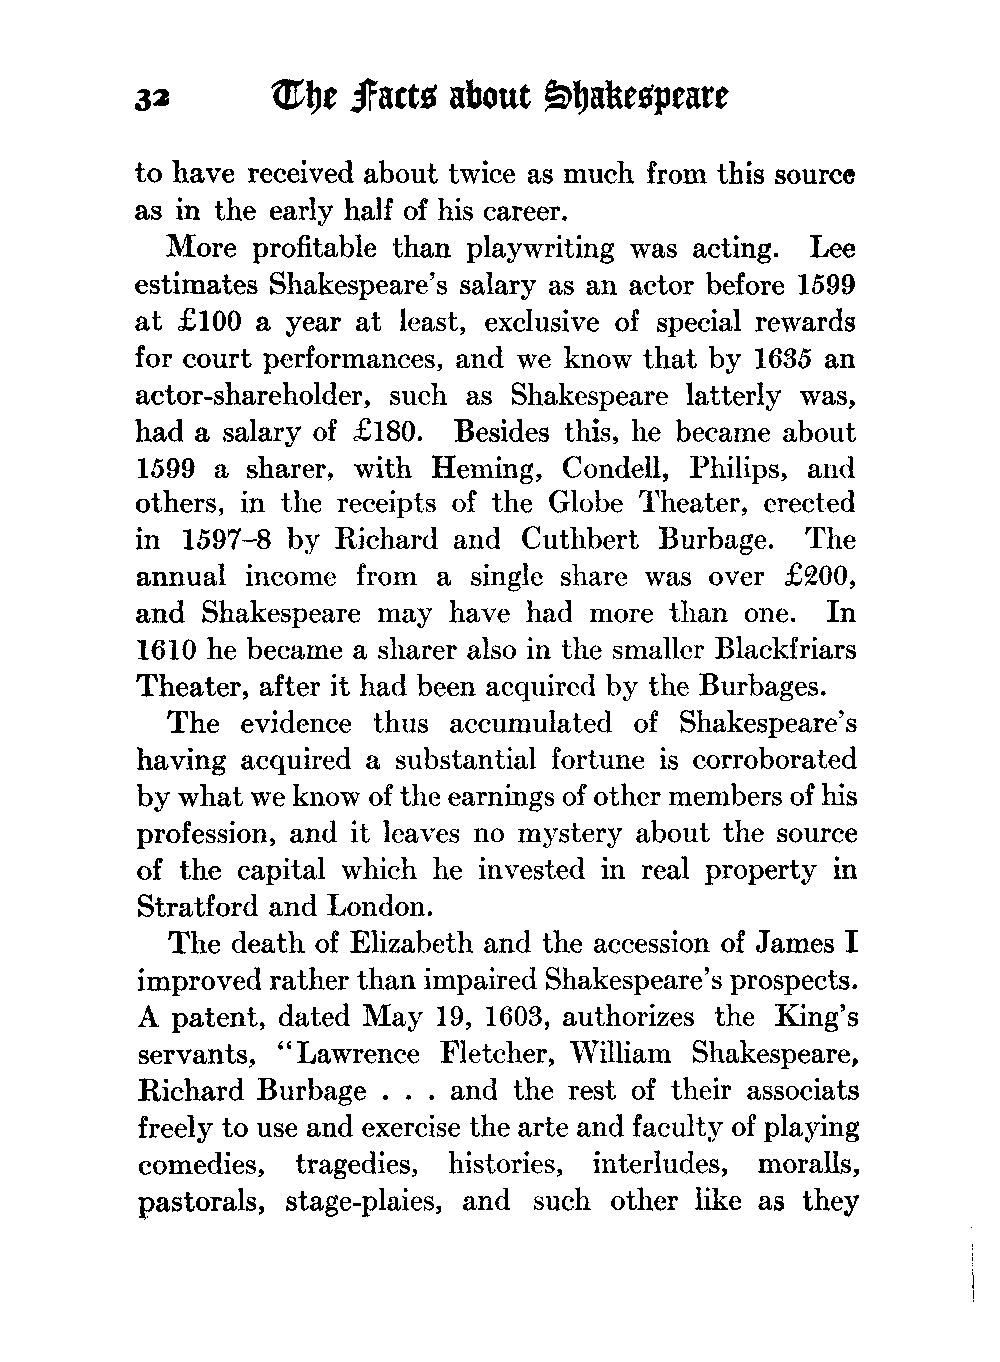 32 The Facts about Shakespeare
to have received about twice as much from this source
as in the early half of his career.
More profitable than playwriting was acting. Lee
estimates Shakespeare's salary as an actor before 1599
at £100 a year at least, exclusive of special rewards
for court performances, and we know that by 1635 an
actor-shareholder, such as Shakespeare latterly was,
had a salary of £180. Besides this, he became about
1599 a sharer, with Heming, Condell, Philips, and
others, in the receipts of the Globe Theater, erected
in 1597-8 by Richard and Cuthbert Burbage. The
annual income from a single share was over £200,
and Shakespeare may have had more than one. In
1610 he became a sharer also in the smaller Blackfriars
Theater, after it had been acquired by the Burbages.
The evidence thus accumulated of Shakespeare's
having acquired a substantial fortune is corroborated
by what we know of the earnings of other members of his
profession, and it leaves no mystery about the source
of the capital which he invested in real property in
Stratford and London.
The death of Elizabeth and the accession of James I
improved rather than impaired Shakespeare's prospects.
A patent, dated May 19, 1603, authorizes the King's
servants, "Lawrence Fletcher, William Shakespeare,
Richard Burbage . . . and the rest of their associats
freely to use and exercise the arte and faculty of playing
comedies, tragedies, histories, interludes, moralls,
pastorals, stage-plaies, and such other like as they